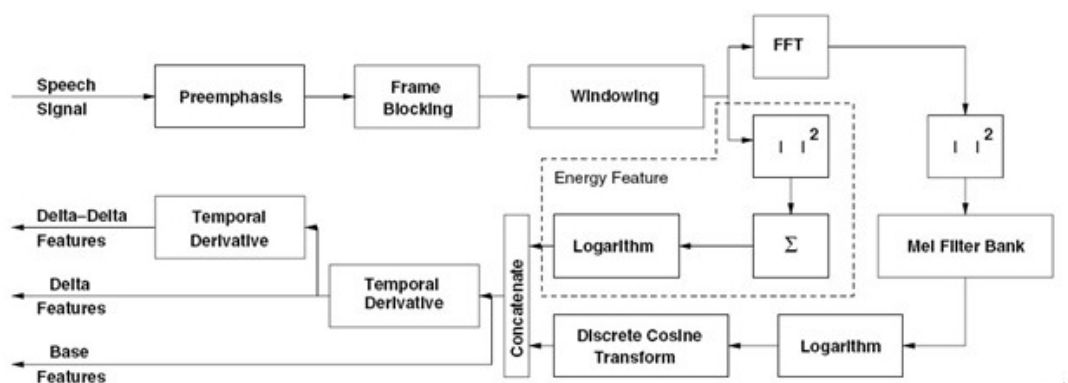 FFT
Speech
Signal
Preemphasis
Frame
Blocking
Windowing
| |²
| |²
Energy Feature
Delta–Delta
Features
Temporal
Derivative
Logarithm
Σ
Mel Filter Bank
Delta
Features
Temporal
Derivative
Concatenate
Base
Features
Discrete Cosine
Transform
Logarithm